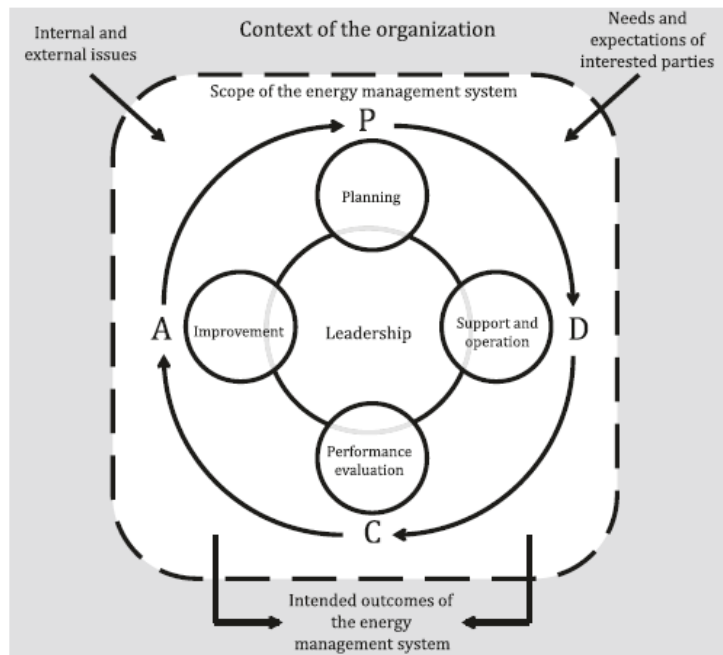 Context of the organization
Internal and
external issues
Needs and
expectations of
interested parties
Scope of the energy management system
P
Planning
A
Improvement
Leadership
Support and
operation
D
Performance
evaluation
C
Intended outcomes of
the energy
management system